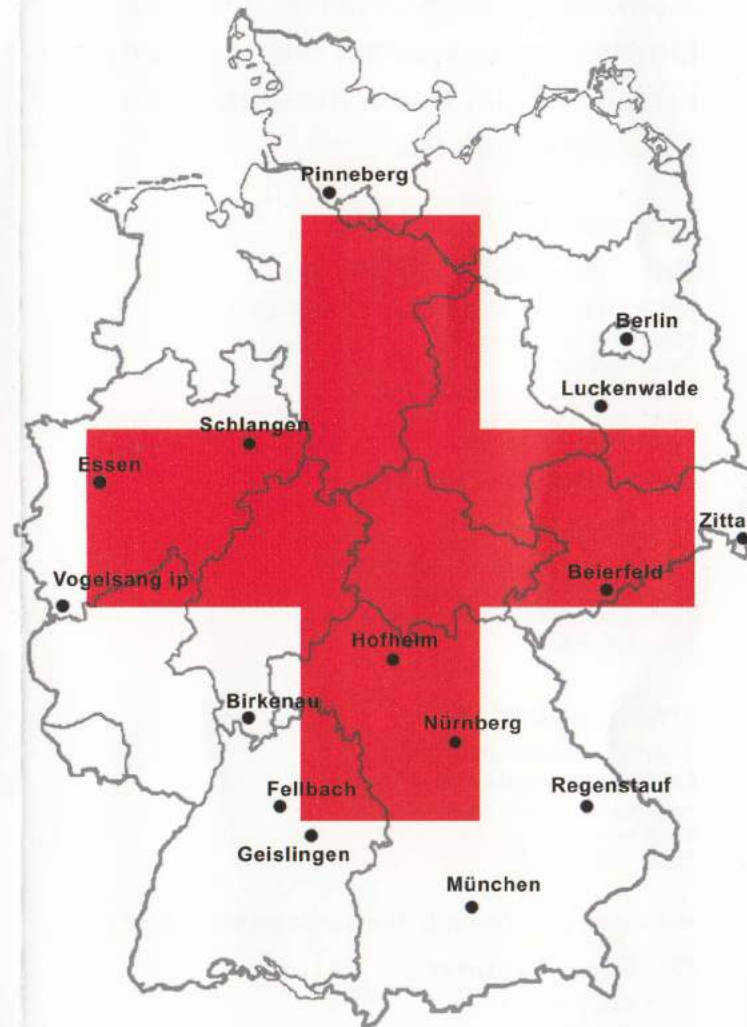 Pinneberg
Berlin
Luckenwalde
Schlangen
Essen
Zitta
Vogelsang ip
Beierfeld
Hofheim
Birkenau
Nürnberg
Fellbach
Regenstauf
Geislingen
München